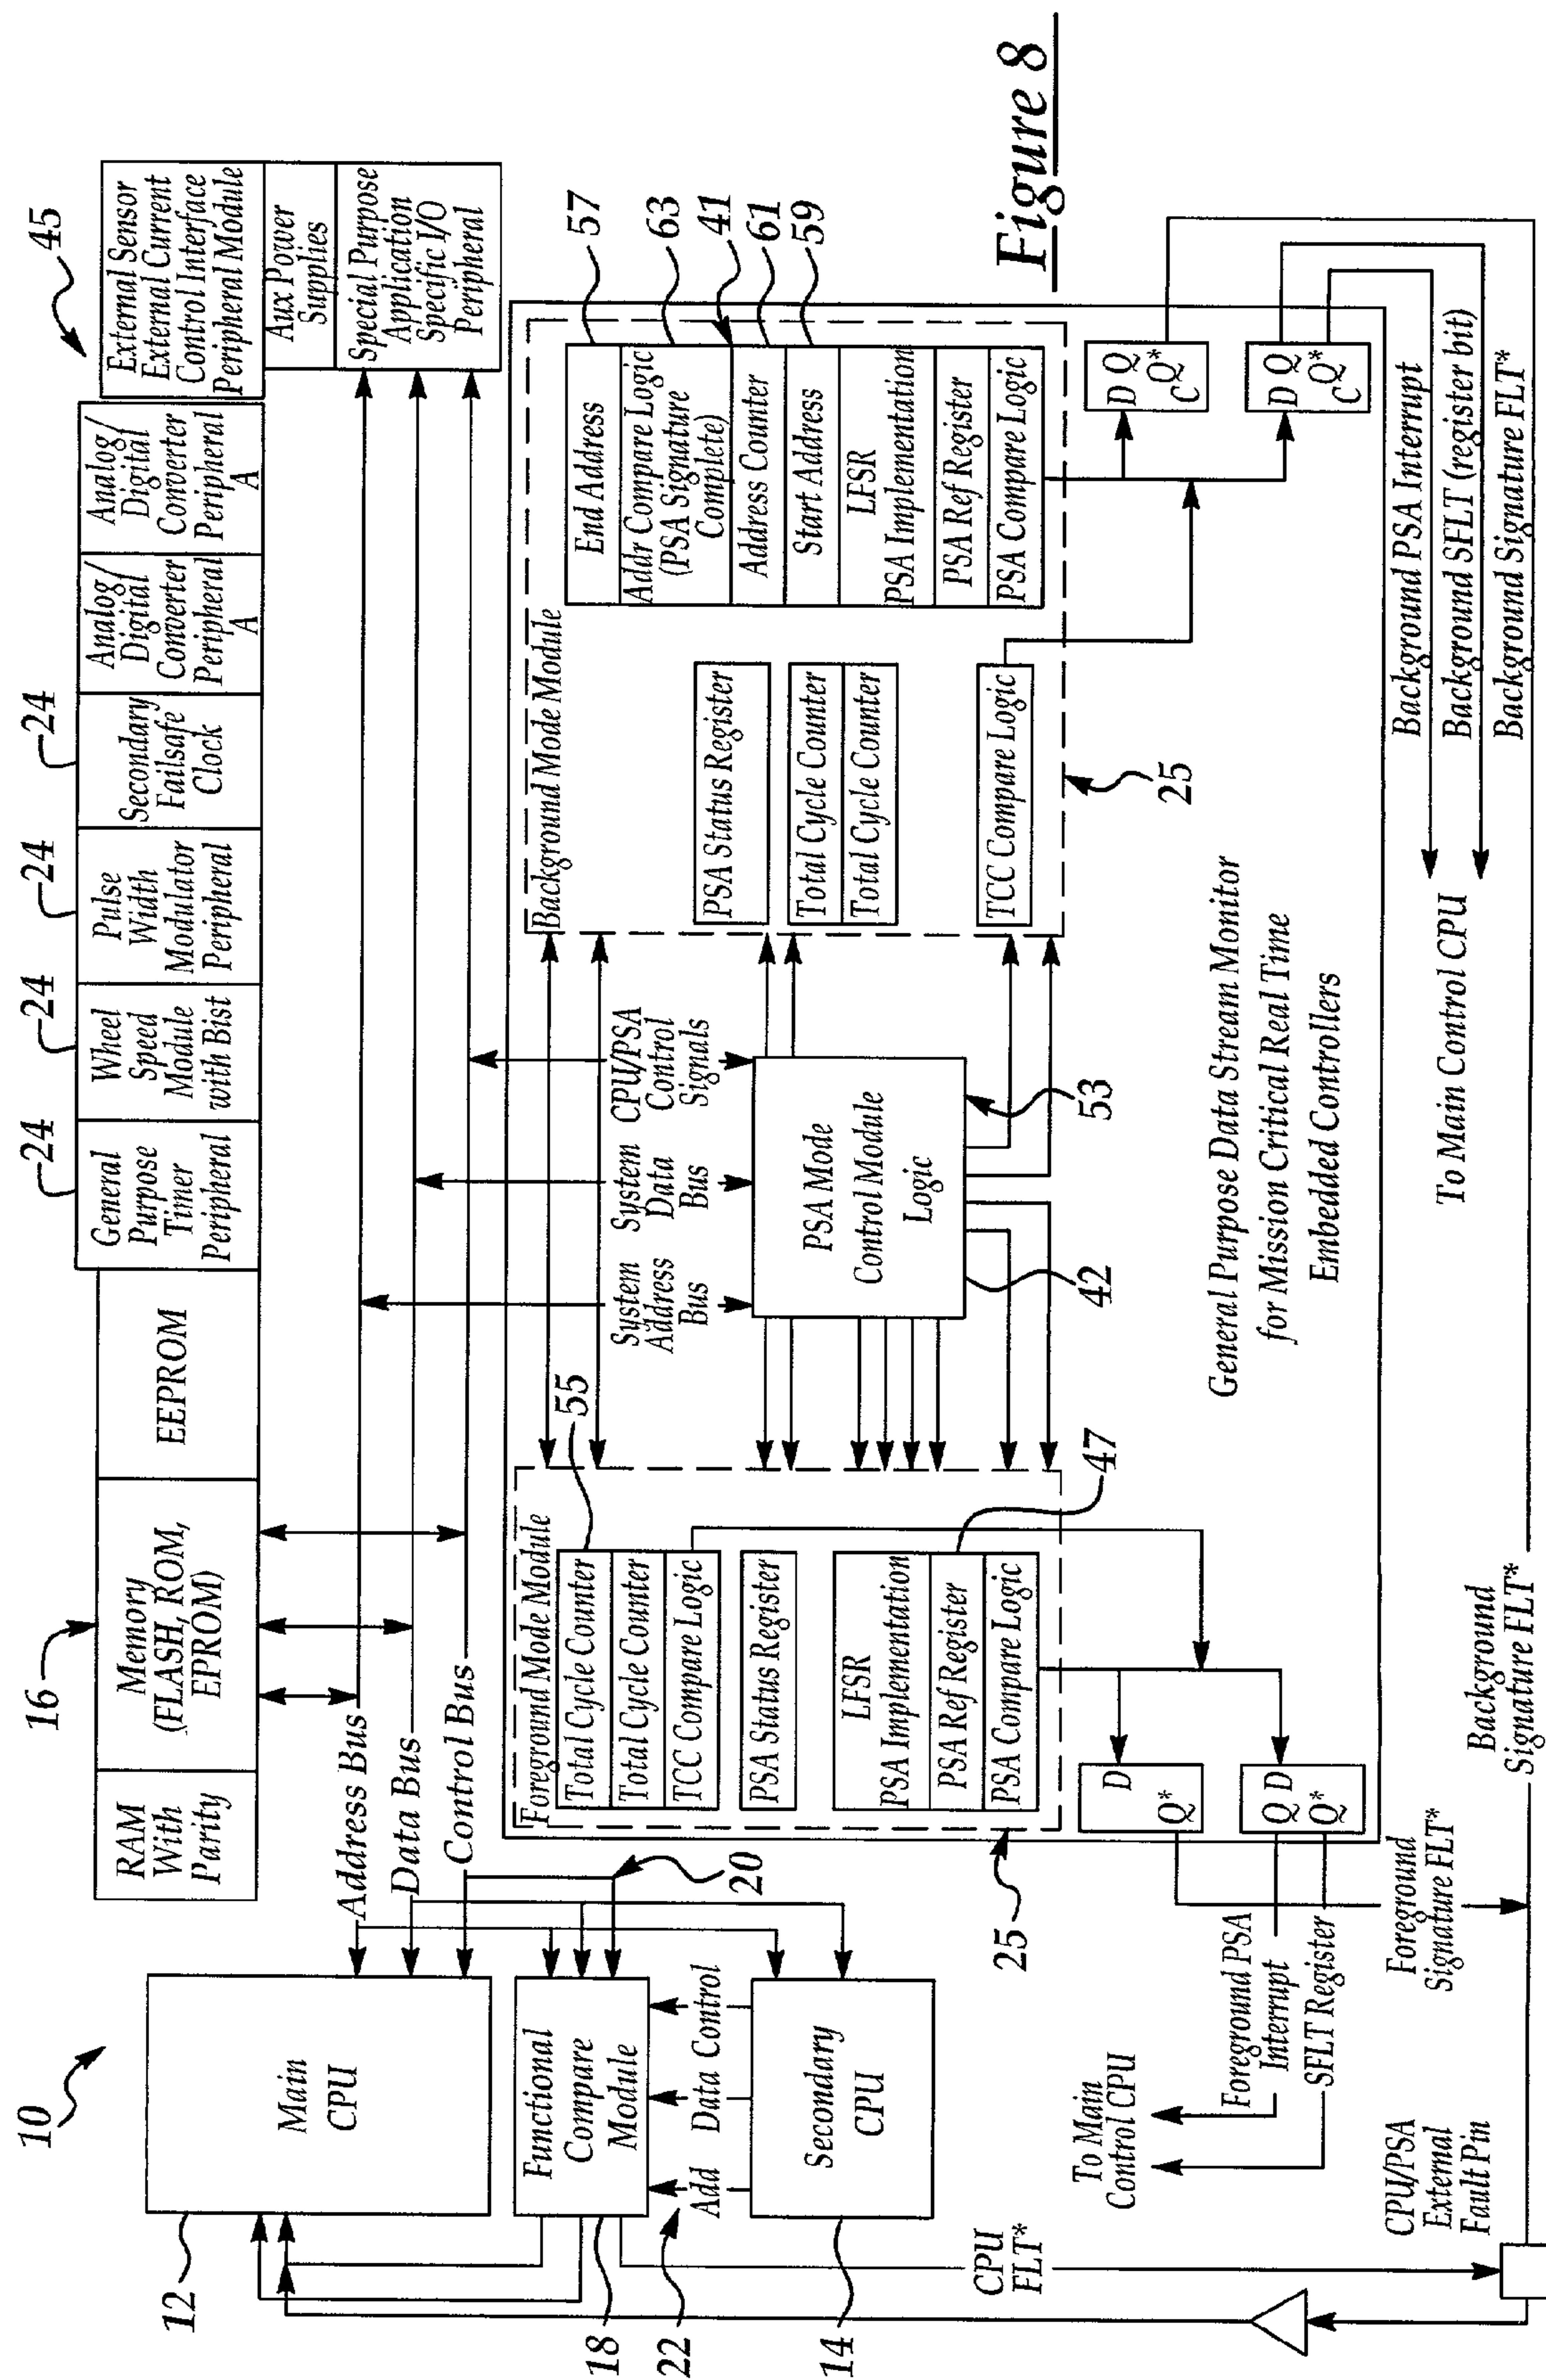 10
12
Main
CPU
18
Functional
Compare
Module
22
Add
Data
Control
14
Secondary
CPU
20
16
RAM
With
Parity
Memory
(FLASH, ROM,
EPROM)
EEPROM
24
General
Purpose
Timer
Peripheral
24
Wheel
Speed
Module
with Bist
24
Pulse
Width
Modulator
Peripheral
24
Secondary
Failsafe
Clock
Analog/
Digital
Converter
Peripheral
A
Analog/
Digital
Converter
Peripheral
A
45
External Sensor
External Current
Control Interface
Peripheral Module
Aux Power
Supplies
Special Purpose
Application
Specific I/O
Peripheral
Address Bus
Data Bus
Control Bus
Foreground Mode Module
55
Total Cycle Counter
Total Cycle Counter
TCC Compare Logic
PSA Status Register
LFSR
PSA Implementation
PSA Ref Register
PSA Compare Logic
47
25
System
Address
Bus
System
Data
Bus
CPU/PSA
Control
Signals
PSA Mode
Control Module
Logic
42
53
Background Mode Module
PSA Status Register
Total Cycle Counter
Total Cycle Counter
TCC Compare Logic
25
End Address
Addr Compare Logic
(PSA Signature
Complete)
Address Counter
Start Address
LFSR
PSA Implementation
PSA Ref Register
PSA Compare Logic
57
63
41
61
59
D
Q*
Q D
Q*
D Q
C Q*
D Q
C Q*
General Purpose Data Stream Monitor
for Mission Critical Real Time
Embedded Controllers
Foreground PSA
Interrupt
SFLT Register
To Main
Control CPU
Foreground
Signature FLT*
CPU
FLT*
CPU/PSA
External
Fault Pin
Background
Signature FLT*
To Main Control CPU
Background PSA Interrupt
Background SFLT (register bit)
Background Signature FLT*
Figure 8